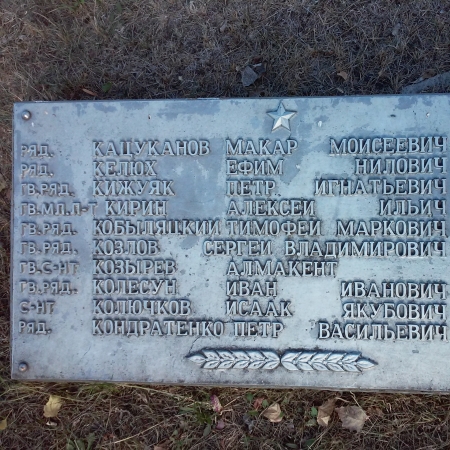 РЯД. КАЦУКАНОВ МАКАР МОИСЕЕВИЧ
РЯД. КЕЛЮХ ЕФИМ НИЛОВИЧ
ГВ.РЯД. КИЖУЯК ПЕТР ИГНАТЬЕВИЧ
ГВ.МЛ.Л-Т КИРИН АЛЕКСЕЙ ИЛЬИЧ
ГВ.РЯД. КОБЫЛЯЦКИЙ ТИМОФЕЙ МАРКОВИЧ
ГВ.РЯД. КОЗЛОВ СЕРГЕЙ ВЛАДИМИРОВИЧ
ГВ.С-НТ КОЗЫРЕВ АЛМАКЕНТ
ГВ.РЯД. КОЛЕСУН ИВАН ИВАНОВИЧ
С-НТ КОЛЮЧКОВ ИСААК ЯКУБОВИЧ
РЯД. КОНДРАТЕНКО ПЕТР ВАСИЛЬЕВИЧ